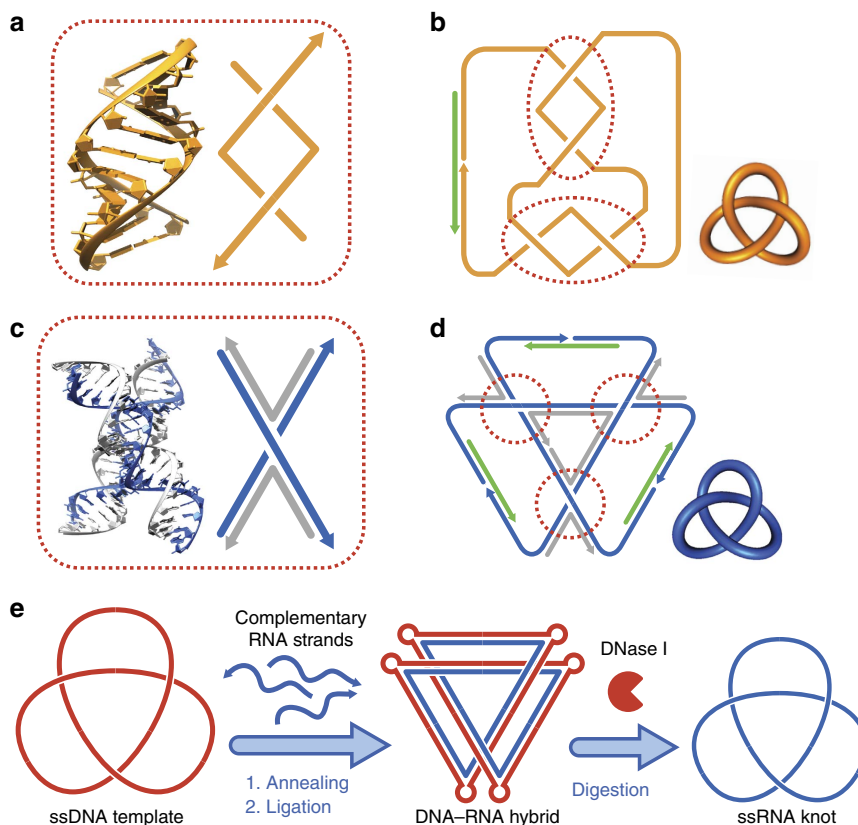 a
b
c
d
e
Complementary
RNA strands
DNase I
1. Annealing
2. Ligation
Digestion
ssDNA template
DNA–RNA hybrid
ssRNA knot